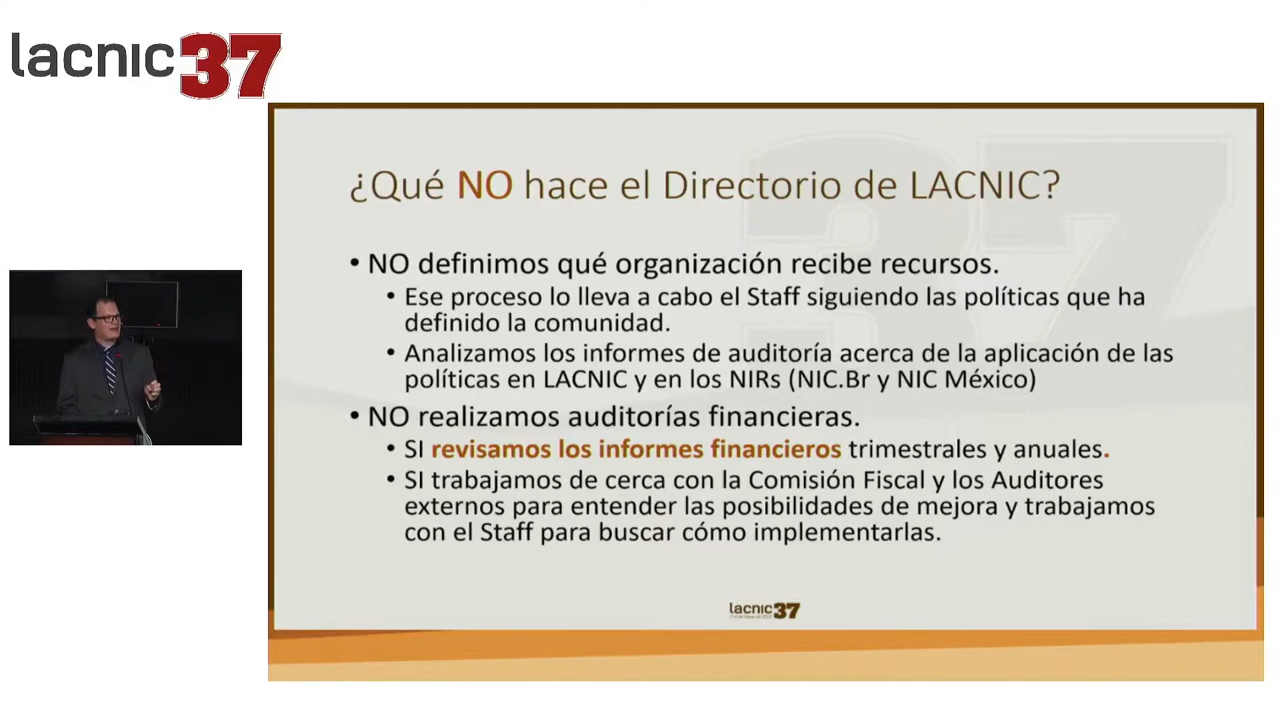 lacnic37
¿Qué NO hace el Directorio de LACNIC?
• NO definimos qué organización recibe recursos.
• Ese proceso lo lleva a cabo el Staff siguiendo las políticas que ha
definido la comunidad.
• Analizamos los informes de auditoría acerca de la aplicación de las
políticas en LACNIC y en los NIRs (NIC.Br y NIC México)
• NO realizamos auditorías financieras.
• SI revisamos los informes financieros trimestrales y anuales.
• SI trabajamos de cerca con la Comisión Fiscal y los Auditores
externos para entender las posibilidades de mejora y trabajamos
con el Staff para buscar cómo implementarlas.
lacnic37